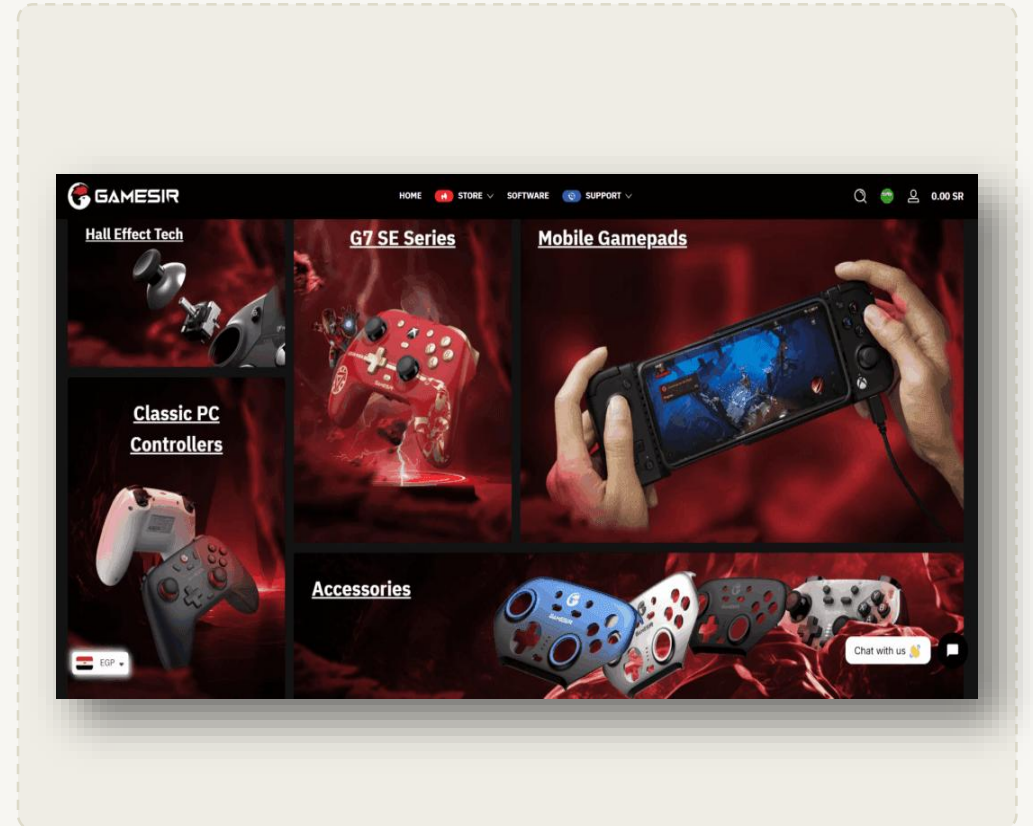 GAMESIR
HOME
STORE
SOFTWARE
SUPPORT
0.00 SR
Hall Effect Tech
G7 SE Series
Mobile Gamepads
Classic PC
Controllers
Accessories
GAMESIR
EGP
Chat with us 👋